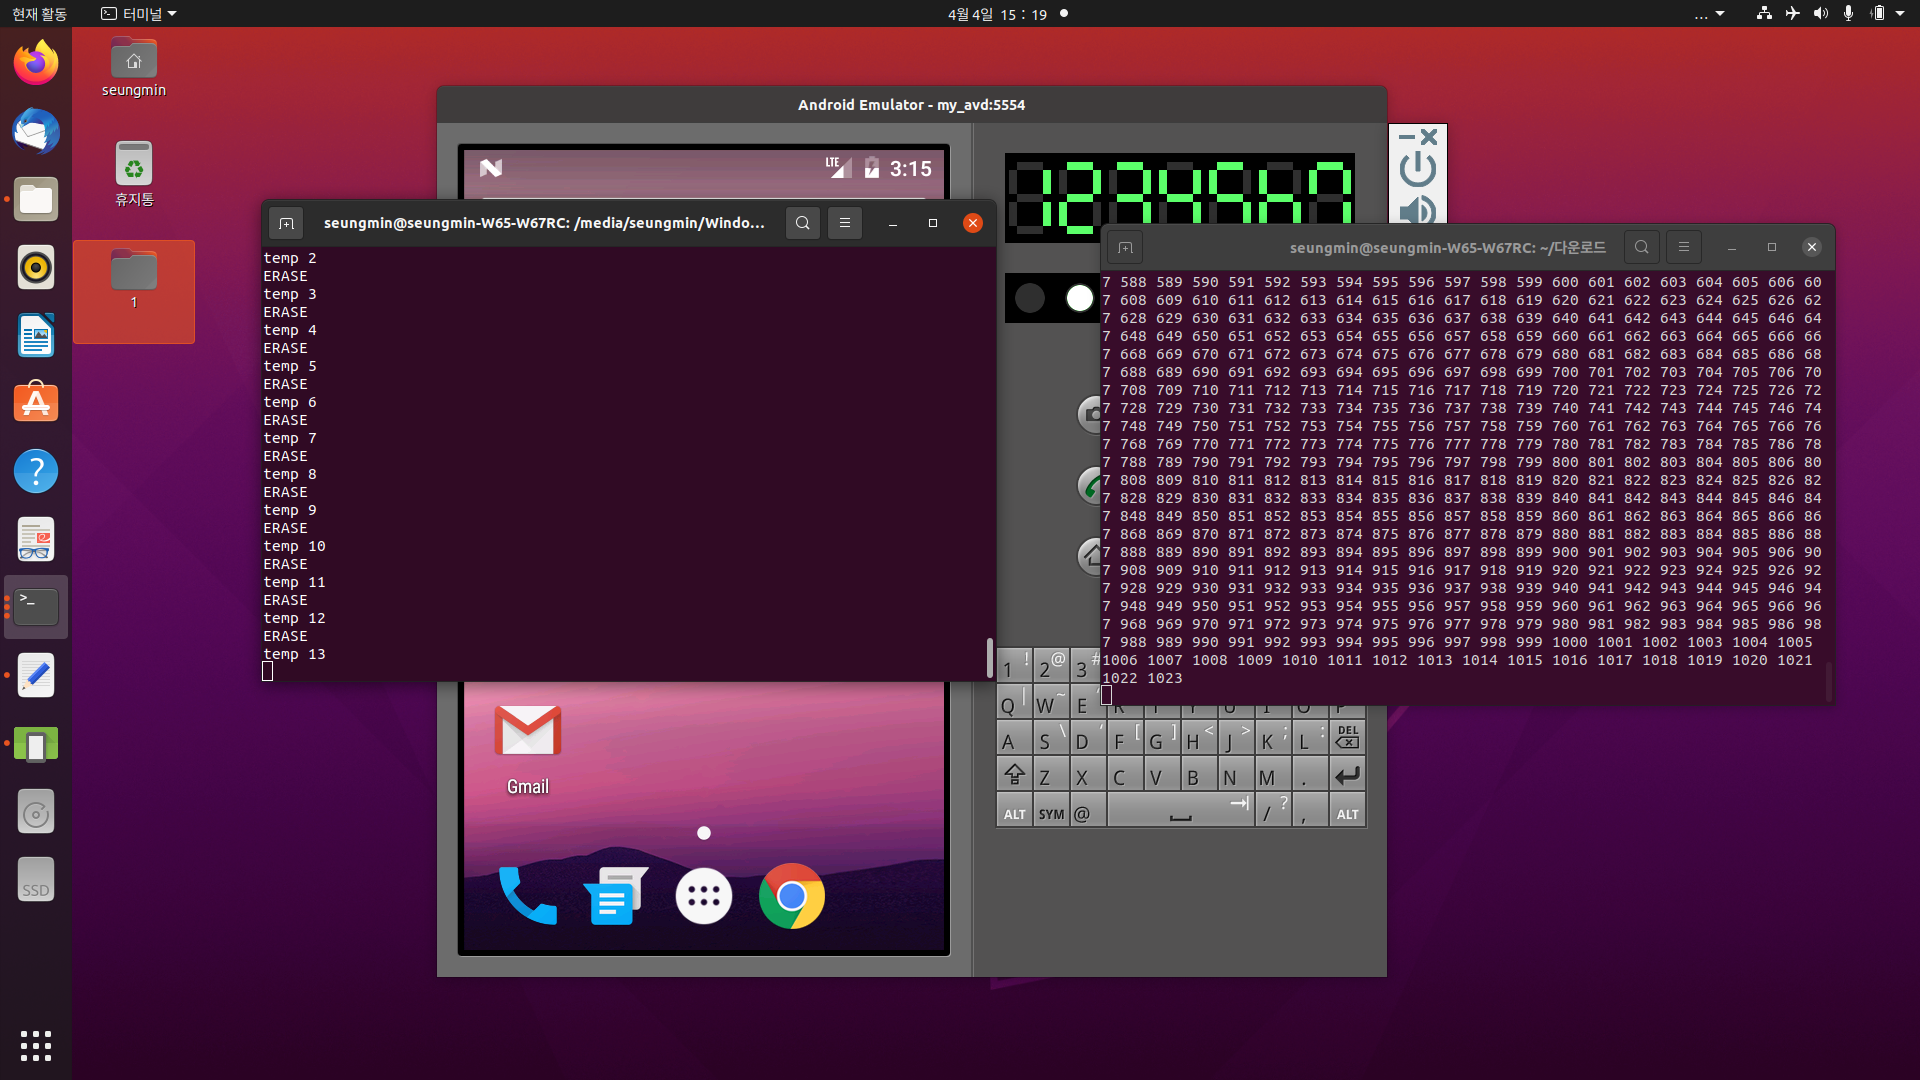 현재 활동
터미널
4월 4일 15 : 19
...
seungmin
휴지통
1
SSD
Android Emulator - my_avd:5554
LTE
3:15
seungmin@seungmin-W65-W67RC: /media/seungmin/Windo...
temp 2
ERASE
temp 3
ERASE
temp 4
ERASE
temp 5
ERASE
temp 6
ERASE
temp 7
ERASE
temp 8
ERASE
temp 9
ERASE
temp 10
ERASE
temp 11
ERASE
temp 12
ERASE
temp 13
seungmin@seungmin-W65-W67RC: ~/다운로드
7 588 589 590 591 592 593 594 595 596 597 598 599 600 601 602 603 604 605 606 60
7 608 609 610 611 612 613 614 615 616 617 618 619 620 621 622 623 624 625 626 62
7 628 629 630 631 632 633 634 635 636 637 638 639 640 641 642 643 644 645 646 64
7 648 649 650 651 652 653 654 655 656 657 658 659 660 661 662 663 664 665 666 66
7 668 669 670 671 672 673 674 675 676 677 678 679 680 681 682 683 684 685 686 68
7 688 689 690 691 692 693 694 695 696 697 698 699 700 701 702 703 704 705 706 70
7 708 709 710 711 712 713 714 715 716 717 718 719 720 721 722 723 724 725 726 72
7 728 729 730 731 732 733 734 735 736 737 738 739 740 741 742 743 744 745 746 74
7 748 749 750 751 752 753 754 755 756 757 758 759 760 761 762 763 764 765 766 76
7 768 769 770 771 772 773 774 775 776 777 778 779 780 781 782 783 784 785 786 78
7 788 789 790 791 792 793 794 795 796 797 798 799 800 801 802 803 804 805 806 80
7 808 809 810 811 812 813 814 815 816 817 818 819 820 821 822 823 824 825 826 82
7 828 829 830 831 832 833 834 835 836 837 838 839 840 841 842 843 844 845 846 84
7 848 849 850 851 852 853 854 855 856 857 858 859 860 861 862 863 864 865 866 86
7 868 869 870 871 872 873 874 875 876 877 878 879 880 881 882 883 884 885 886 88
7 888 889 890 891 892 893 894 895 896 897 898 899 900 901 902 903 904 905 906 90
7 908 909 910 911 912 913 914 915 916 917 918 919 920 921 922 923 924 925 926 92
7 928 929 930 931 932 933 934 935 936 937 938 939 940 941 942 943 944 945 946 94
7 948 949 950 951 952 953 954 955 956 957 958 959 960 961 962 963 964 965 966 96
7 968 969 970 971 972 973 974 975 976 977 978 979 980 981 982 983 984 985 986 98
7 988 989 990 991 992 993 994 995 996 997 998 999 1000 1001 1002 1003 1004 1005
1006 1007 1008 1009 1010 1011 1012 1013 1014 1015 1016 1017 1018 1019 1020 1021
1022 1023
1 ! 2 @ 3 #
Q | W ~ E
A S \ D ' F [ G ] H < J > K ; L : DEL
Z X C V B N M .
ALT SYM @ / ? , ALT
Gmail